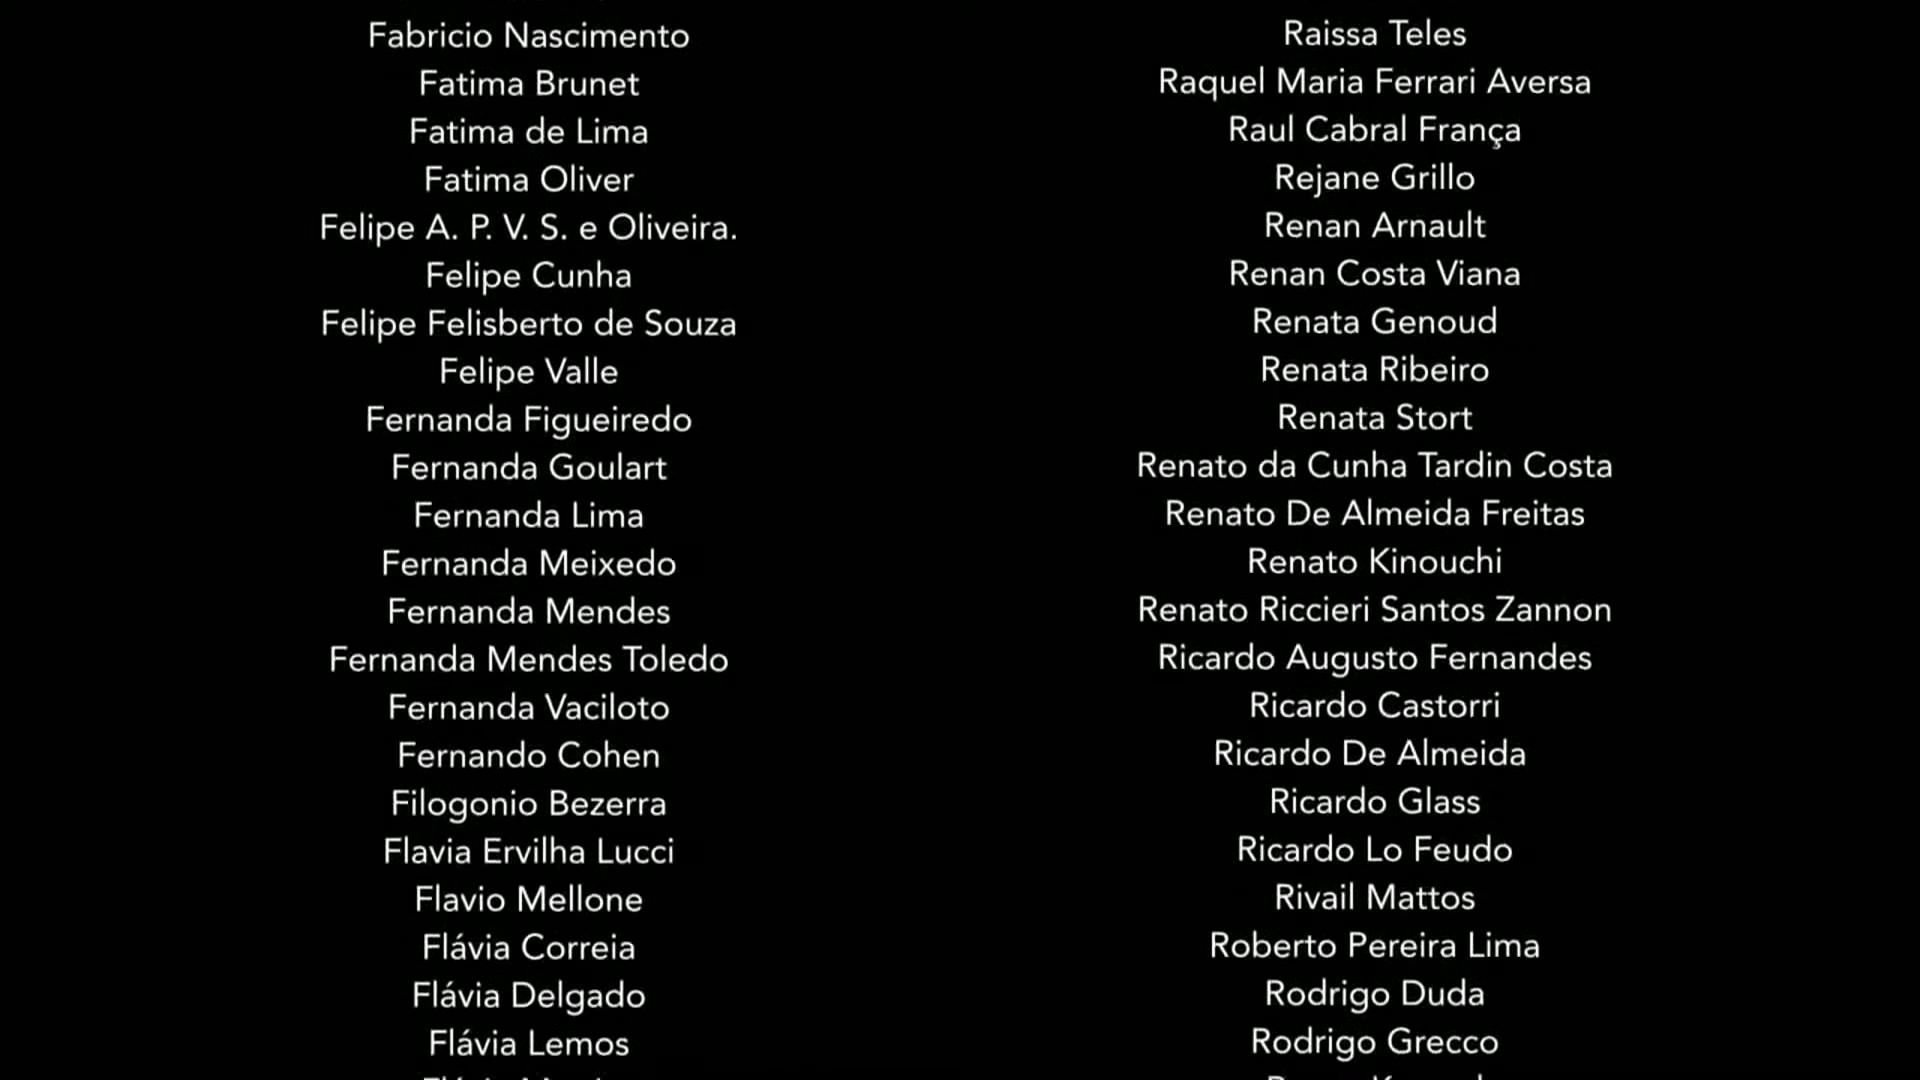 Fabricio Nascimento
Fatima Brunet
Fatima de Lima
Fatima Oliver
Felipe A. P. V. S. e Oliveira.
Felipe Cunha
Felipe Felisberto de Souza
Felipe Valle
Fernanda Figueiredo
Fernanda Goulart
Fernanda Lima
Fernanda Meixedo
Fernanda Mendes
Fernanda Mendes Toledo
Fernanda Vaciloto
Fernando Cohen
Filogonio Bezerra
Flavia Ervilha Lucci
Flavio Mellone
Flávia Correia
Flávia Delgado
Flávia Lemos
Raissa Teles
Raquel Maria Ferrari Aversa
Raul Cabral França
Rejane Grillo
Renan Arnault
Renan Costa Viana
Renata Genoud
Renata Ribeiro
Renata Stort
Renato da Cunha Tardin Costa
Renato De Almeida Freitas
Renato Kinouchi
Renato Riccieri Santos Zannon
Ricardo Augusto Fernandes
Ricardo Castorri
Ricardo De Almeida
Ricardo Glass
Ricardo Lo Feudo
Rivail Mattos
Roberto Pereira Lima
Rodrigo Duda
Rodrigo Grecco